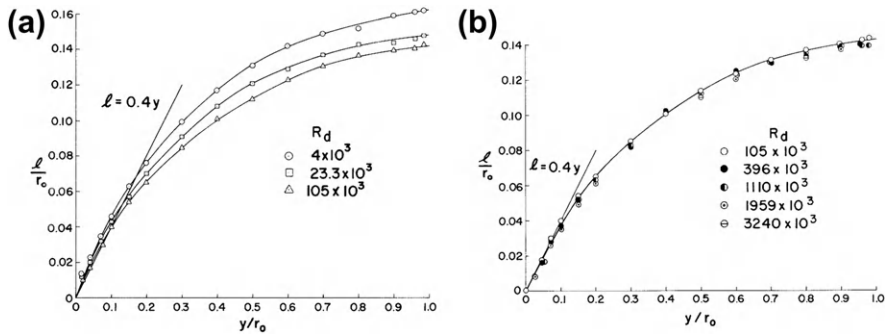 (a)
0.16
0.14
0.12
0.10
0.08
0.06
0.04
0.02
0
ℓ/r₀
ℓ = 0.4y
R_d
4x10³
23.3x10³
105x10³
0 0.1 0.2 0.3 0.4 0.5 0.6 0.7 0.8 0.9 1.0
y/r₀
(b)
0.14
0.12
0.10
0.08
0.06
0.04
0.02
0
ℓ/r₀
ℓ = 0.4y
R_d
105 x 10³
396 x 10³
1110 x 10³
1959 x 10³
3240 x 10³
0 0.1 0.2 0.3 0.4 0.5 0.6 0.7 0.8 0.9 1.0
y/r₀